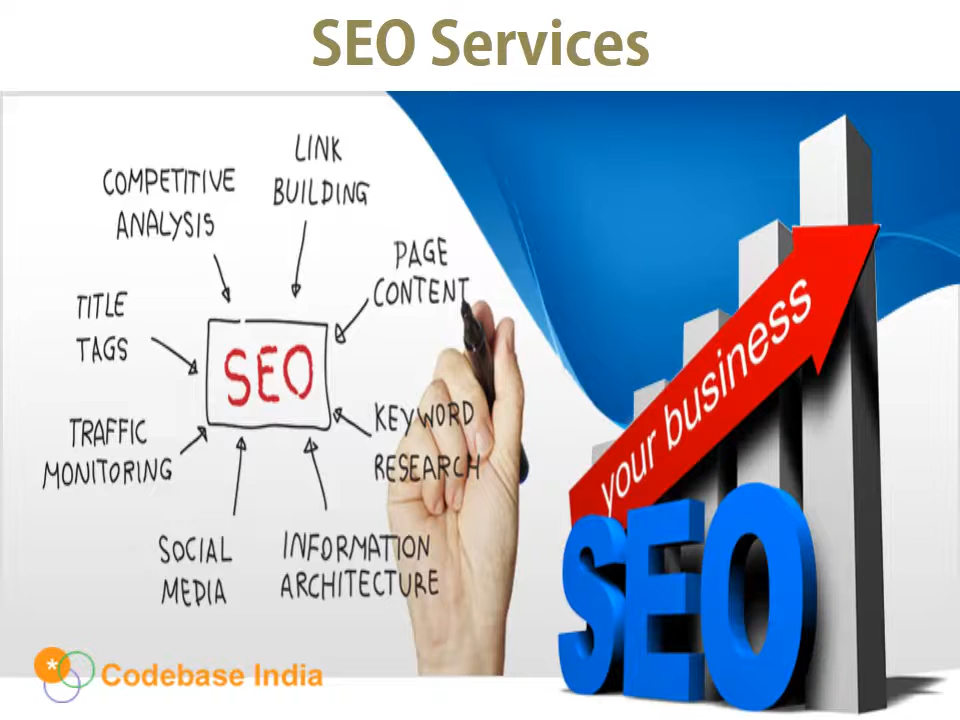 SEO Services
LINK
BUILDING
COMPETITIVE
ANALYSIS
PAGE
CONTENT
TITLE
TAGS
SEO
KEYWORD
RESEARCH
TRAFFIC
MONITORING
SOCIAL
MEDIA
INFORMATION
ARCHITECTURE
your business
SEO
Codebase India